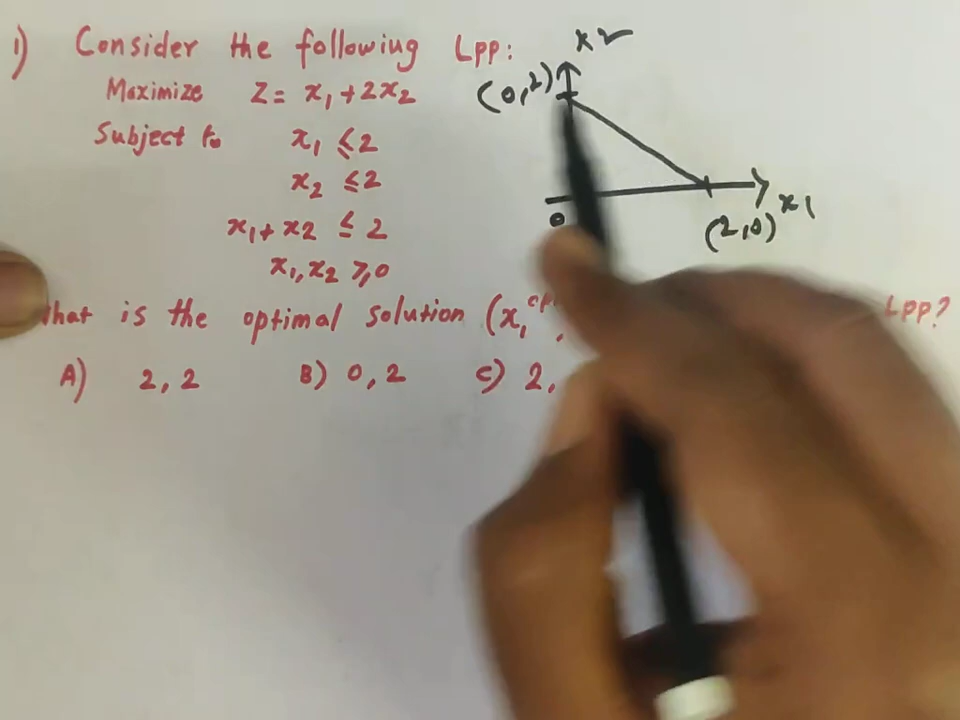 1) Consider the following Lpp:
Maximize Z = x₁ + 2x₂
Subject to x₁ ≤ 2
x₂ ≤ 2
x₁ + x₂ ≤ 2
x₁, x₂ ≥, 0
hat is the optimal solution (x₁ Lpp?
A) 2, 2 B) 0, 2 C) 2,
x2
(0, 2)
0
(2, 0) x1